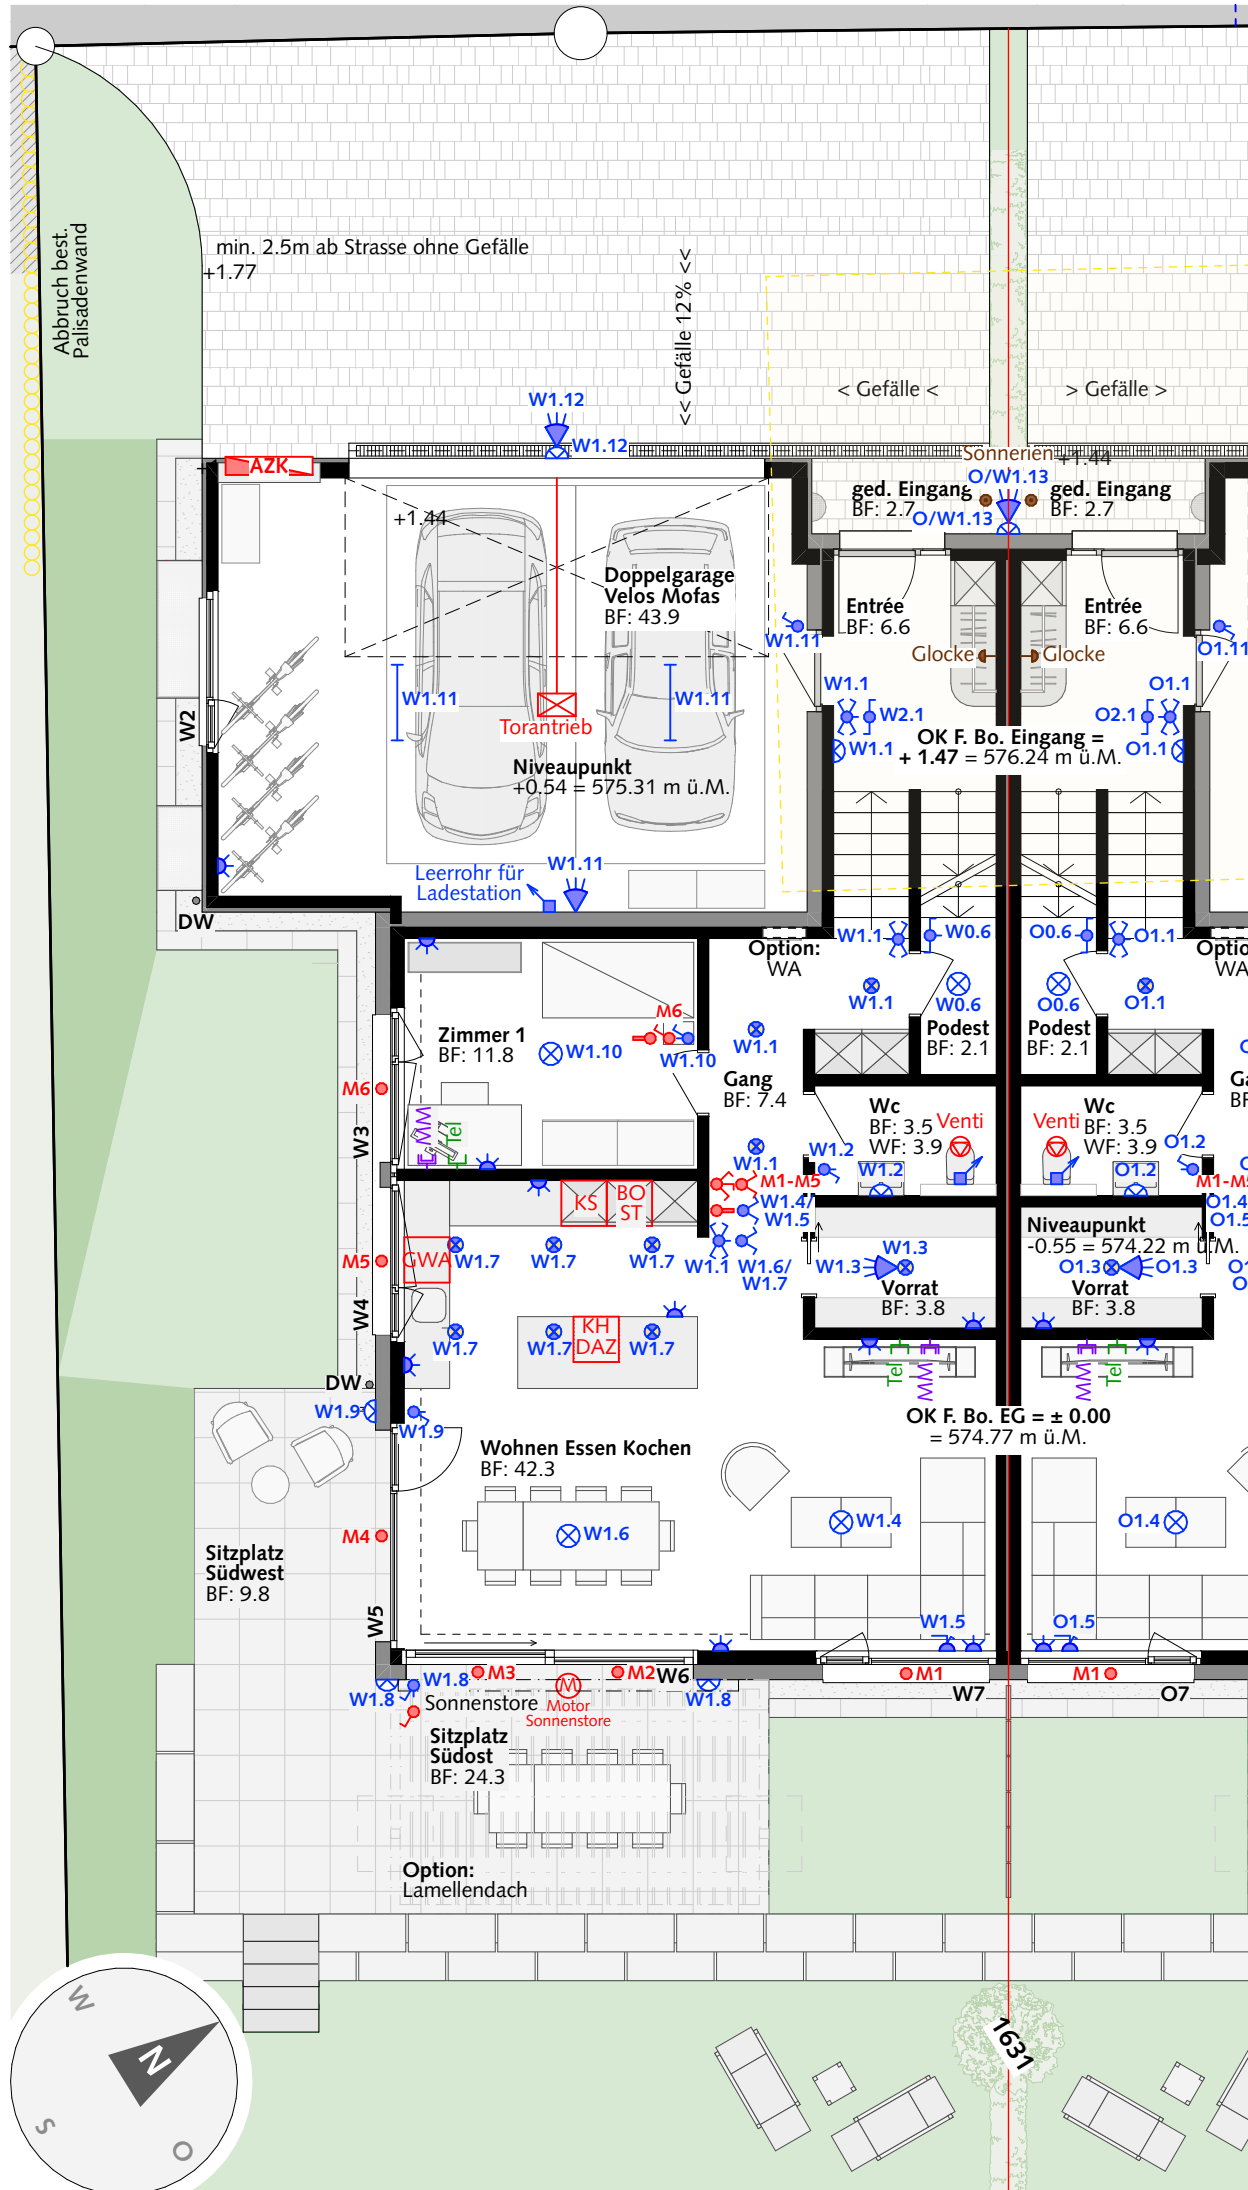 Abbruch best.
Palisadenwand
min. 2.5m ab Strasse ohne Gefälle
+1.77
<< Gefälle 12% <<
< Gefälle <
> Gefälle >
W1.12
W1.12
AZK
Sonnerien
+1.44
O/W1.13
ged. Eingang
BF: 2.7
ged. Eingang
BF: 2.7
O/W1.13
+1.44
Doppelgarage
Velos Mofas
BF: 43.9
W1.11
Entrée
BF: 6.6
Entrée
BF: 6.6
O1.11
Glocke
Glocke
W1.11
W1.11
Torantrieb
W1.1
W2.1
W1.1
O1.1
O2.1
O1.1
W2
OK F. Bo. Eingang =
+ 1.47 = 576.24 m ü.M.
Niveaupunkt
+0.54 = 575.31 m ü.M.
Leerrohr für
Ladestation
W1.11
DW
Option:
WA
W1.1
W0.6
O0.6
O1.1
Optio
WA
W1.1
W0.6
O0.6
O1.1
Zimmer 1
BF: 11.8
M6
W1.10
W1.10
W1.1
Podest
BF: 2.1
Podest
BF: 2.1
Gang
BF: 7.4
Ga
BF
M6
W3
MM
Tel
Wc
BF: 3.5
WF: 3.9
Venti
Venti
Wc
BF: 3.5
WF: 3.9
W1.1
W1.2
W1.2
O1.2
O1.2
KS
BO
ST
M1-M5
W1.4/
W1.5
M1-M5
O1.4
O1.5
M5
GWA
W1.7
W1.7
W1.7
W1.1
W1.6/
W1.7
Niveaupunkt
-0.55 = 574.22 m ü.M.
W1.3
W1.3
O1.3
O1.3
O1
O
Vorrat
BF: 3.8
Vorrat
BF: 3.8
W4
W1.7
W1.7
KH
DAZ
W1.7
Tel
MM
MM
Tel
DW
W1.9
W1.9
OK F. Bo. EG = ± 0.00
= 574.77 m ü.M.
Wohnen Essen Kochen
BF: 42.3
M4
W1.6
W1.4
O1.4
Sitzplatz
Südwest
BF: 9.8
W5
W1.5
O1.5
W1.8
W1.8
M3
M2
W6
W1.8
M1
M1
W7
O7
Sonnenstore
M
Motor
Sonnenstore
Sitzplatz
Südost
BF: 24.3
Option:
Lamellendach
1631
W
N
S
O